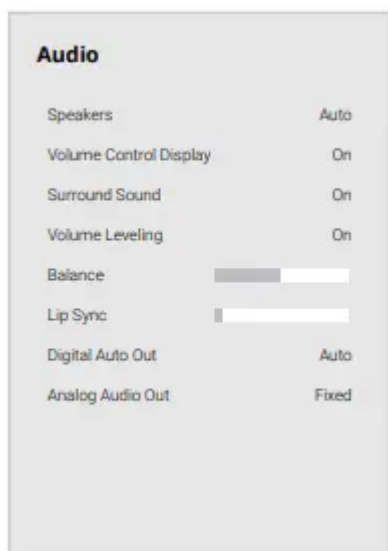 Audio
Speakers Auto
Volume Control Display On
Surround Sound On
Volume Leveling On
Balance
Lip Sync
Digital Auto Out Auto
Analog Audio Out Fixed